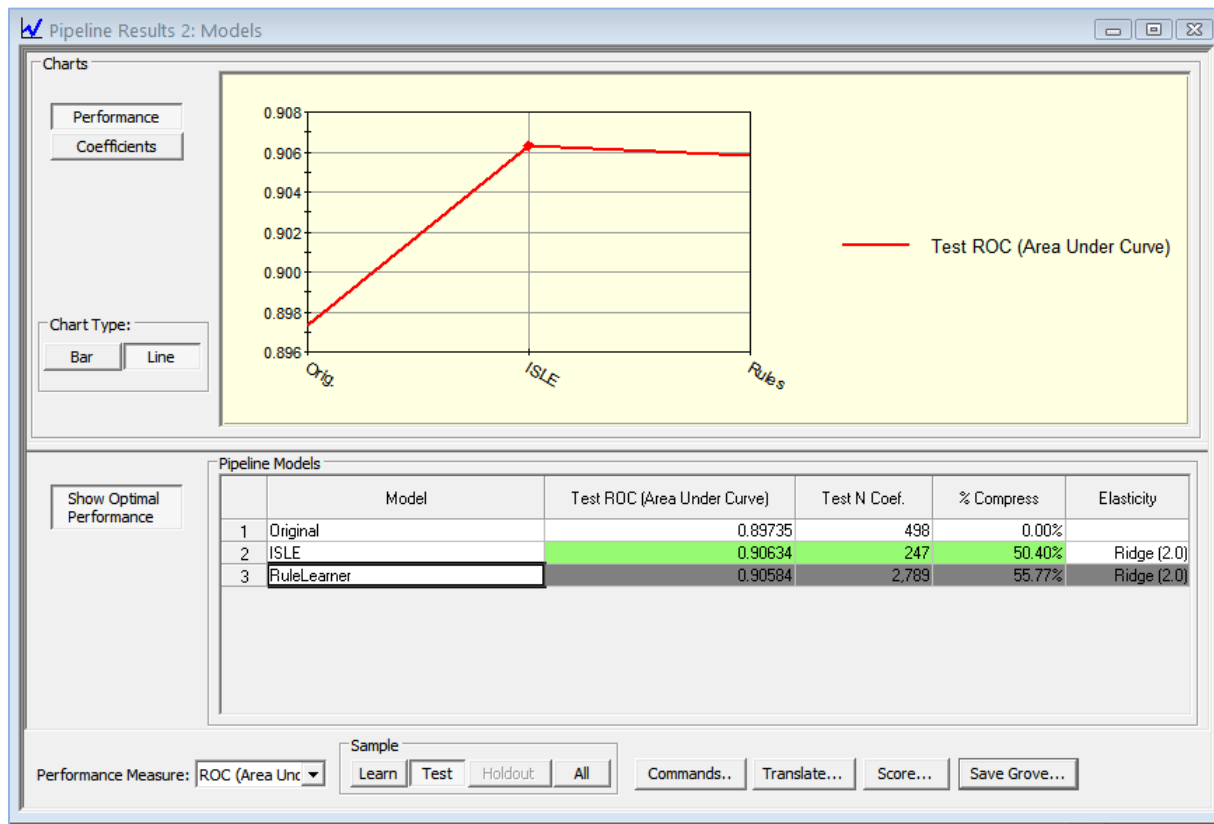 Pipeline Results 2: Models
Charts
Performance
Coefficients
0.908
0.906
0.904
0.902
0.900
0.898
0.896
Orig.
ISLE
Rules
Test ROC (Area Under Curve)
Chart Type:
Bar Line
Show Optimal
Performance
Pipeline Models
Model Test ROC (Area Under Curve) Test N Coef. % Compress Elasticity
1 Original 0.89735 498 0.00%
2 ISLE 0.90634 247 50.40% Ridge (2.0)
3 RuleLearner 0.90584 2,789 55.77% Ridge (2.0)
Performance Measure: ROC (Area Unc
Sample
Learn Test Holdout All
Commands.. Translate... Score... Save Grove...